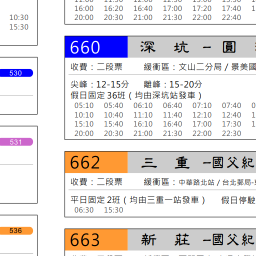 10:30
15:30
530
531
536
16:00 16:20 16:40 17:00 17:20 17:40
20:00 20:20 20:40 21:00 21:30 22:00
660 深 坑 - 圓
收費：二段票 緩衝區：文山二分局 / 景美國
尖峰：12-15分 離峰：15-20分
假日固定36班（均由深坑站發車）
05:10 05:40 06:10 06:40 07:10 07:40
10:10 10:40 11:10 11:40 12:10 12:40
15:10 15:40 16:10 16:40 17:00 17:30
20:00 20:30 21:00 21:30 22:00 22:30
662 三 重 -國父紀
收費：二段票 緩衝區：中華路北站 / 台北郵局-
平日固定2班（均由三重一站發車） 假日停駛
06:30 15:30
663 新 莊 -國父紀